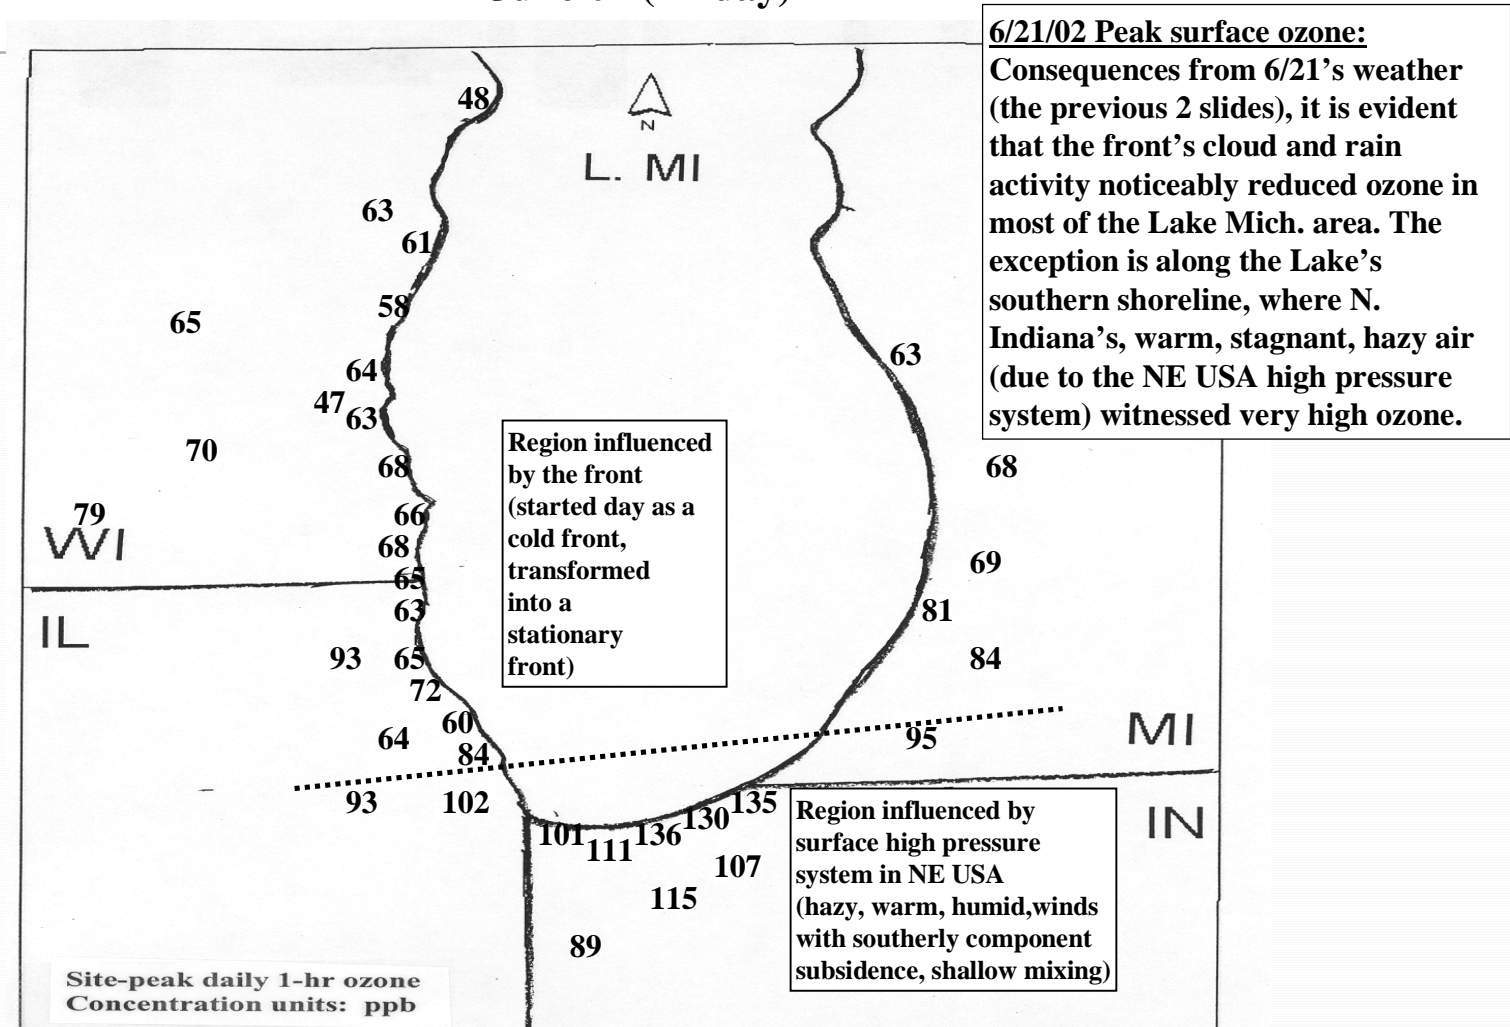 6/21/02 Peak surface ozone:
Consequences from 6/21's weather
(the previous 2 slides), it is evident
that the front's cloud and rain
activity noticeably reduced ozone in
most of the Lake Mich. area. The
exception is along the Lake's
southern shoreline, where N.
Indiana's, warm, stagnant, hazy air
(due to the NE USA high pressure
system) witnessed very high ozone.
48
N
L. MI
63
61
58
65
64
47
63
70
68
79
66
WI
68
65
63
IL
93
65
72
60
64
84
93
102
63
68
69
81
84
95
MI
Region influenced
by the front
(started day as a
cold front,
transformed
into a
stationary
front)
101
111
136
130
135
107
115
89
IN
Region influenced by
surface high pressure
system in NE USA
(hazy, warm, humid,winds
with southerly component
subsidence, shallow mixing)
Site-peak daily 1-hr ozone
Concentration units: ppb